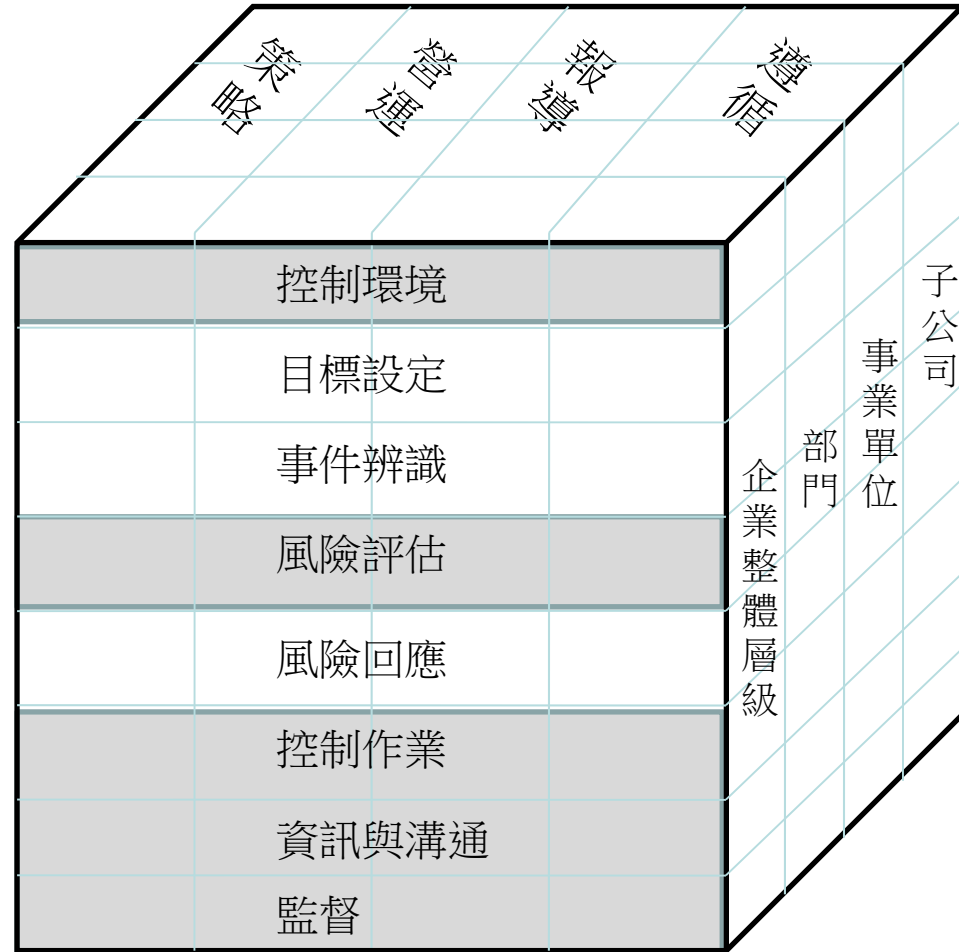 策略
營運
報導
遵循
控制環境
目標設定
事件辨識
風險評估
風險回應
控制作業
資訊與溝通
監督
企業整體層級
部門
事業單位
子公司